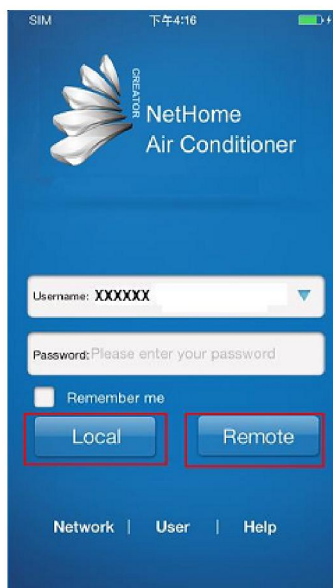 SIM 下午4:16
CREATOR
NetHome
Air Conditioner
Username: XXXXXX
Password: Please enter your password
Remember me
Local Remote
Network | User | Help